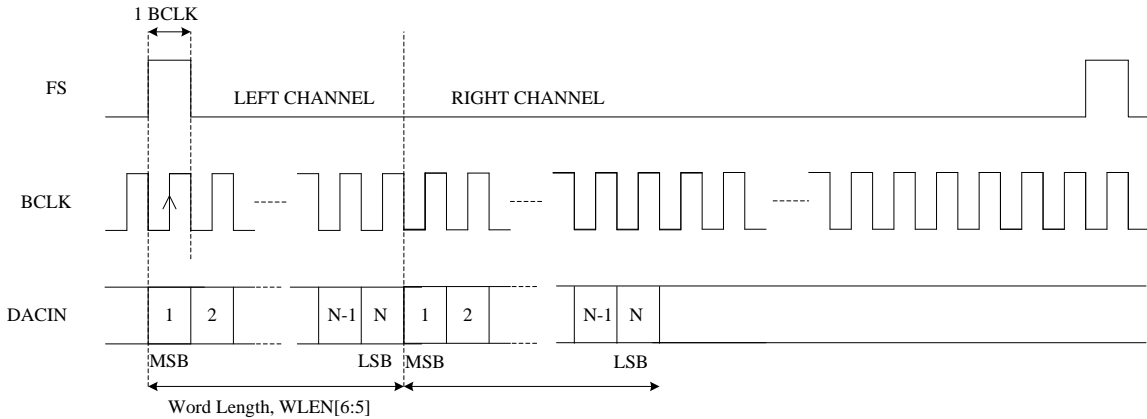 1 BCLK
FS
LEFT CHANNEL RIGHT CHANNEL
BCLK
DACIN 1 2 N-1 N 1 2 N-1 N
MSB LSB MSB LSB
Word Length, WLEN[6:5]